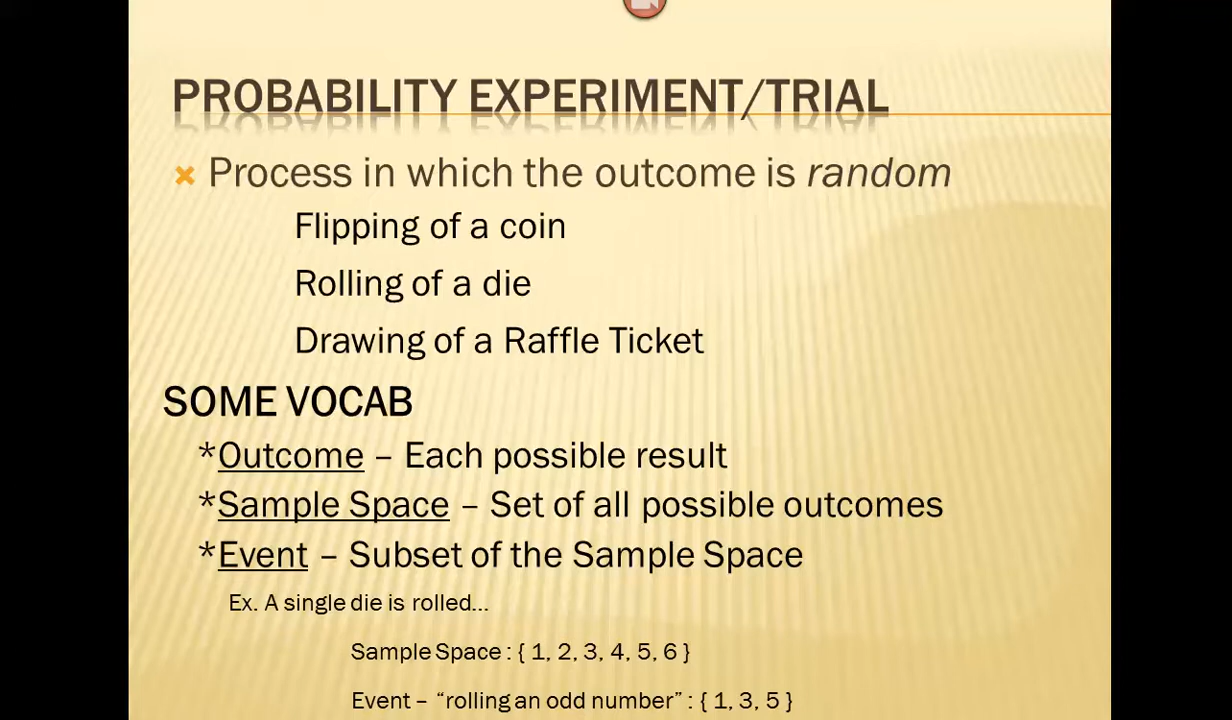 PROBABILITY EXPERIMENT/TRIAL
Process in which the outcome is random
Flipping of a coin
Rolling of a die
Drawing of a Raffle Ticket
SOME VOCAB
*Outcome – Each possible result
*Sample Space – Set of all possible outcomes
*Event – Subset of the Sample Space
Ex. A single die is rolled...
Sample Space : { 1, 2, 3, 4, 5, 6 }
Event – “rolling an odd number” : { 1, 3, 5 }